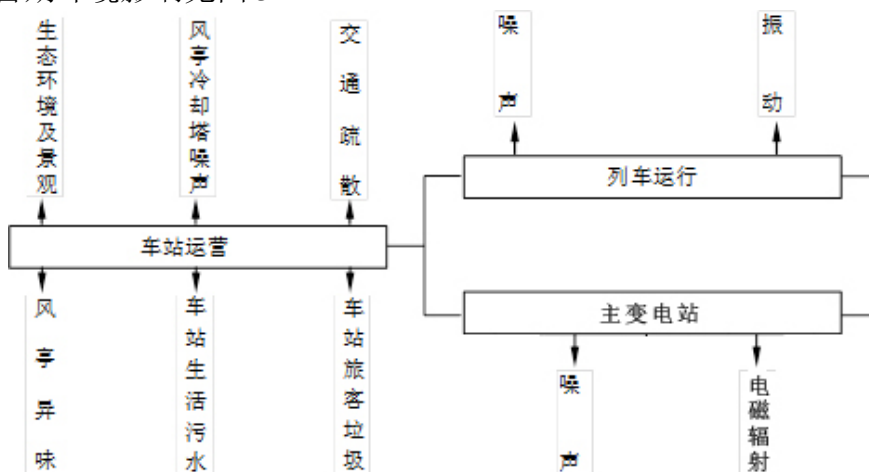 生态环境及景观
风亭冷却塔噪声
交通疏散
噪声
振动
列车运行
车站运营
主变电站
风亭异味
车站生活污水
车站旅客垃圾
噪声
电磁辐射